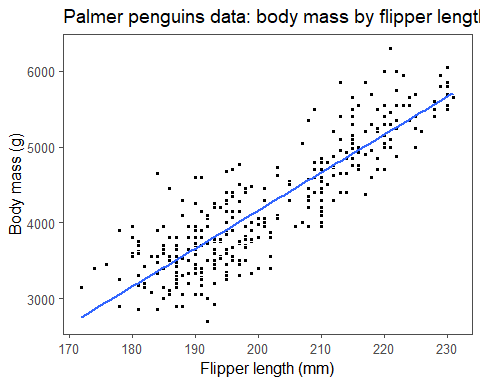 Palmer penguins data: body mass by flipper lengt
Body mass (g)
6000
5000
4000
3000
170 180 190 200 210 220 230
Flipper length (mm)